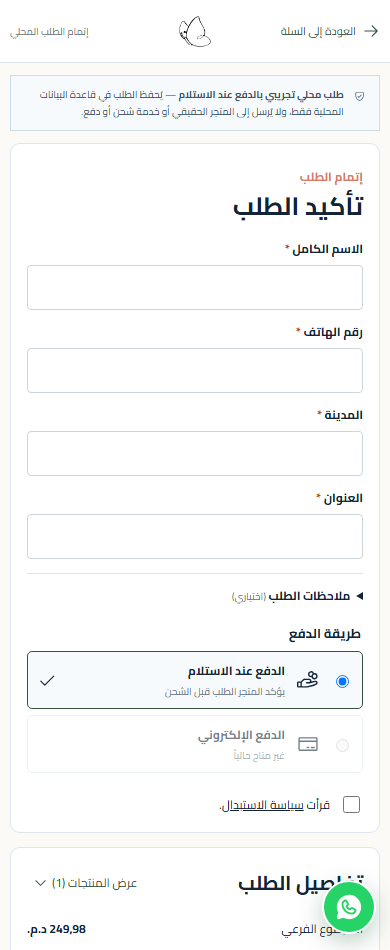 العودة إلى السلة
إتمام الطلب المحلي
طلب محلي تجريبي بالدفع عند الاستلام — يُحفظ الطلب في قاعدة البيانات
المحلية فقط، ولا يُرسل إلى المتجر الحقيقي أو خدمة شحن أو دفع.
إتمام الطلب
تأكيد الطلب
الاسم الكامل *
رقم الهاتف *
المدينة *
العنوان *
ملاحظات الطلب (اختياري)
طريقة الدفع
الدفع عند الاستلام
يؤكد المتجر الطلب قبل الشحن
الدفع الإلكتروني
غير متاح حالياً
قرأت سياسة الاستبدال.
تفاصيل الطلب
عرض المنتجات (1)
الفرعي
249,98 د.م.